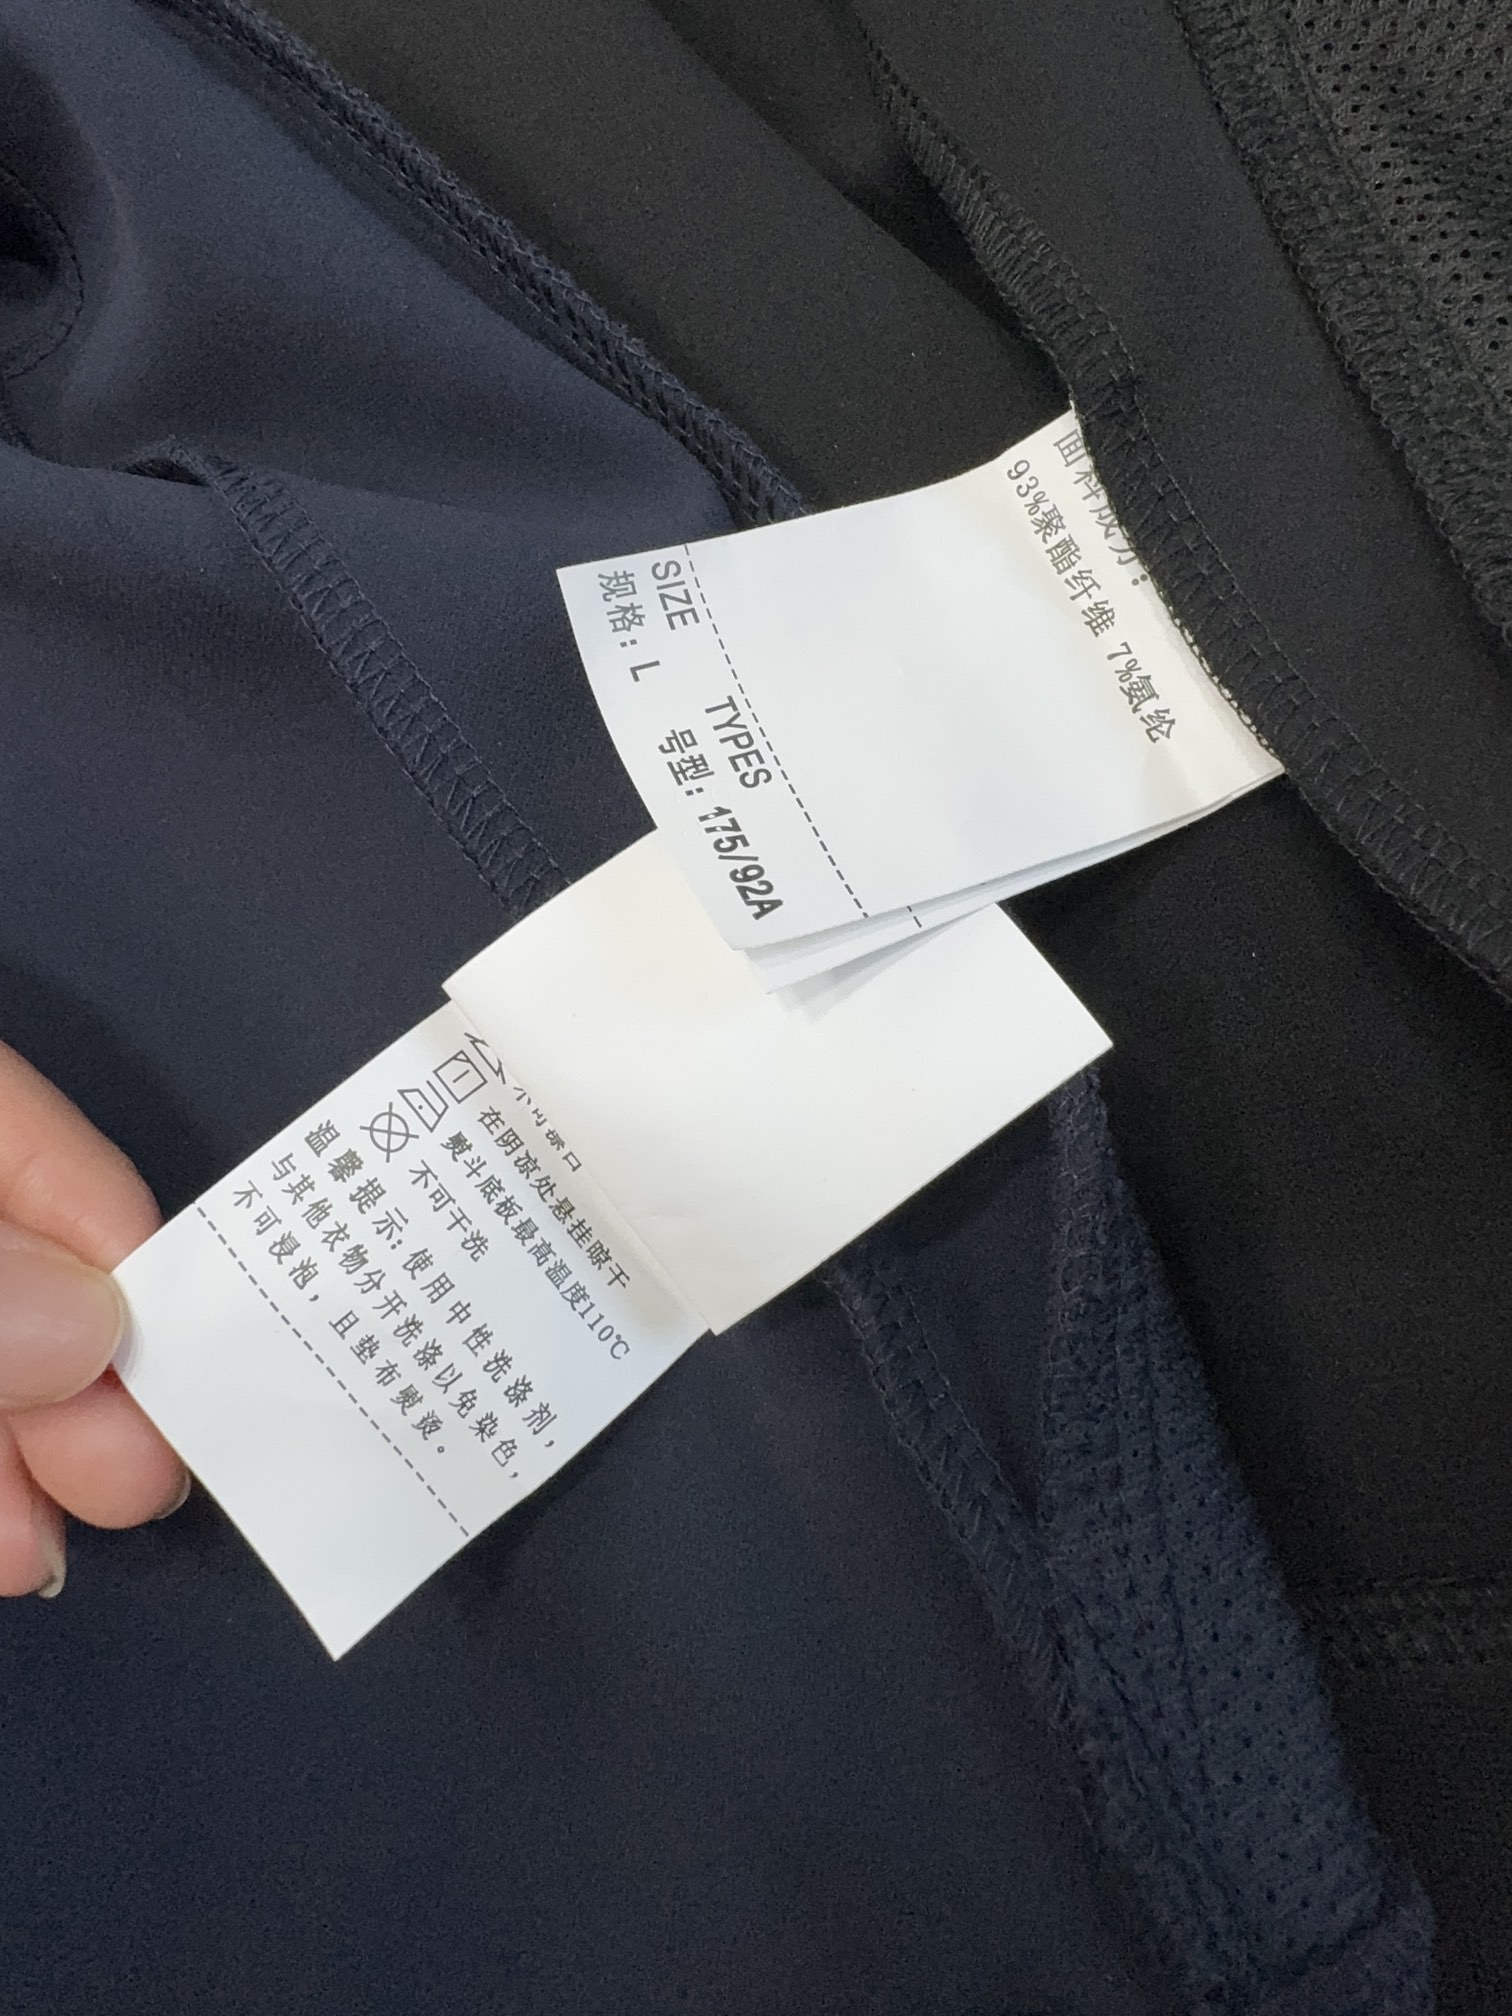 面料成分:
93%聚酯纤维 7%氨纶
SIZE TYPES
规格: L 号型: 175/92A
不可漂白
在阴凉处悬挂晾干
熨斗底板最高温度110℃
不可干洗
温馨提示: 使用中性洗涤剂,
与其他衣物分开洗涤以免染色,
不可浸泡, 且垫布熨烫。